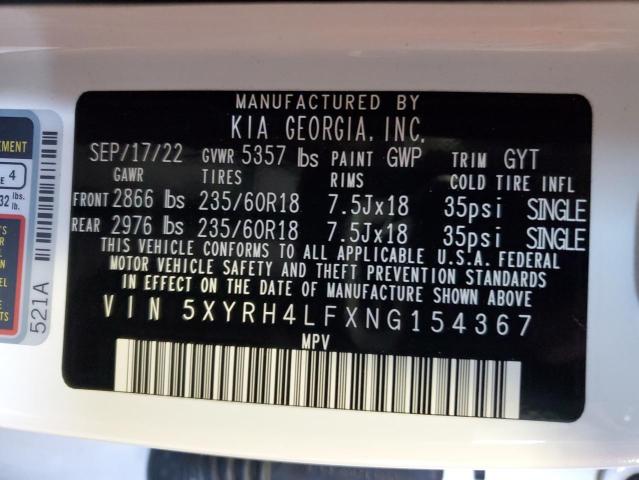 MANUFACTURED BY
KIA GEORGIA, INC.
SEP/17/22 GVWR 5357 lbs PAINT GWP TRIM GYT
GAWR TIRES RIMS COLD TIRE INFL
FRONT 2866 lbs 235/60R18 7.5Jx18 35psi SINGLE
REAR 2976 lbs 235/60R18 7.5Jx18 35psi SINGLE
THIS VEHICLE CONFORMS TO ALL APPLICABLE U.S.A. FEDERAL
MOTOR VEHICLE SAFETY AND THEFT PREVENTION STANDARDS
IN EFFECT ON THE DATE OF MANUFACTURE SHOWN ABOVE
VIN 5XYRH4LFXNG154367
MPV
521A
4
lbs.
lb.